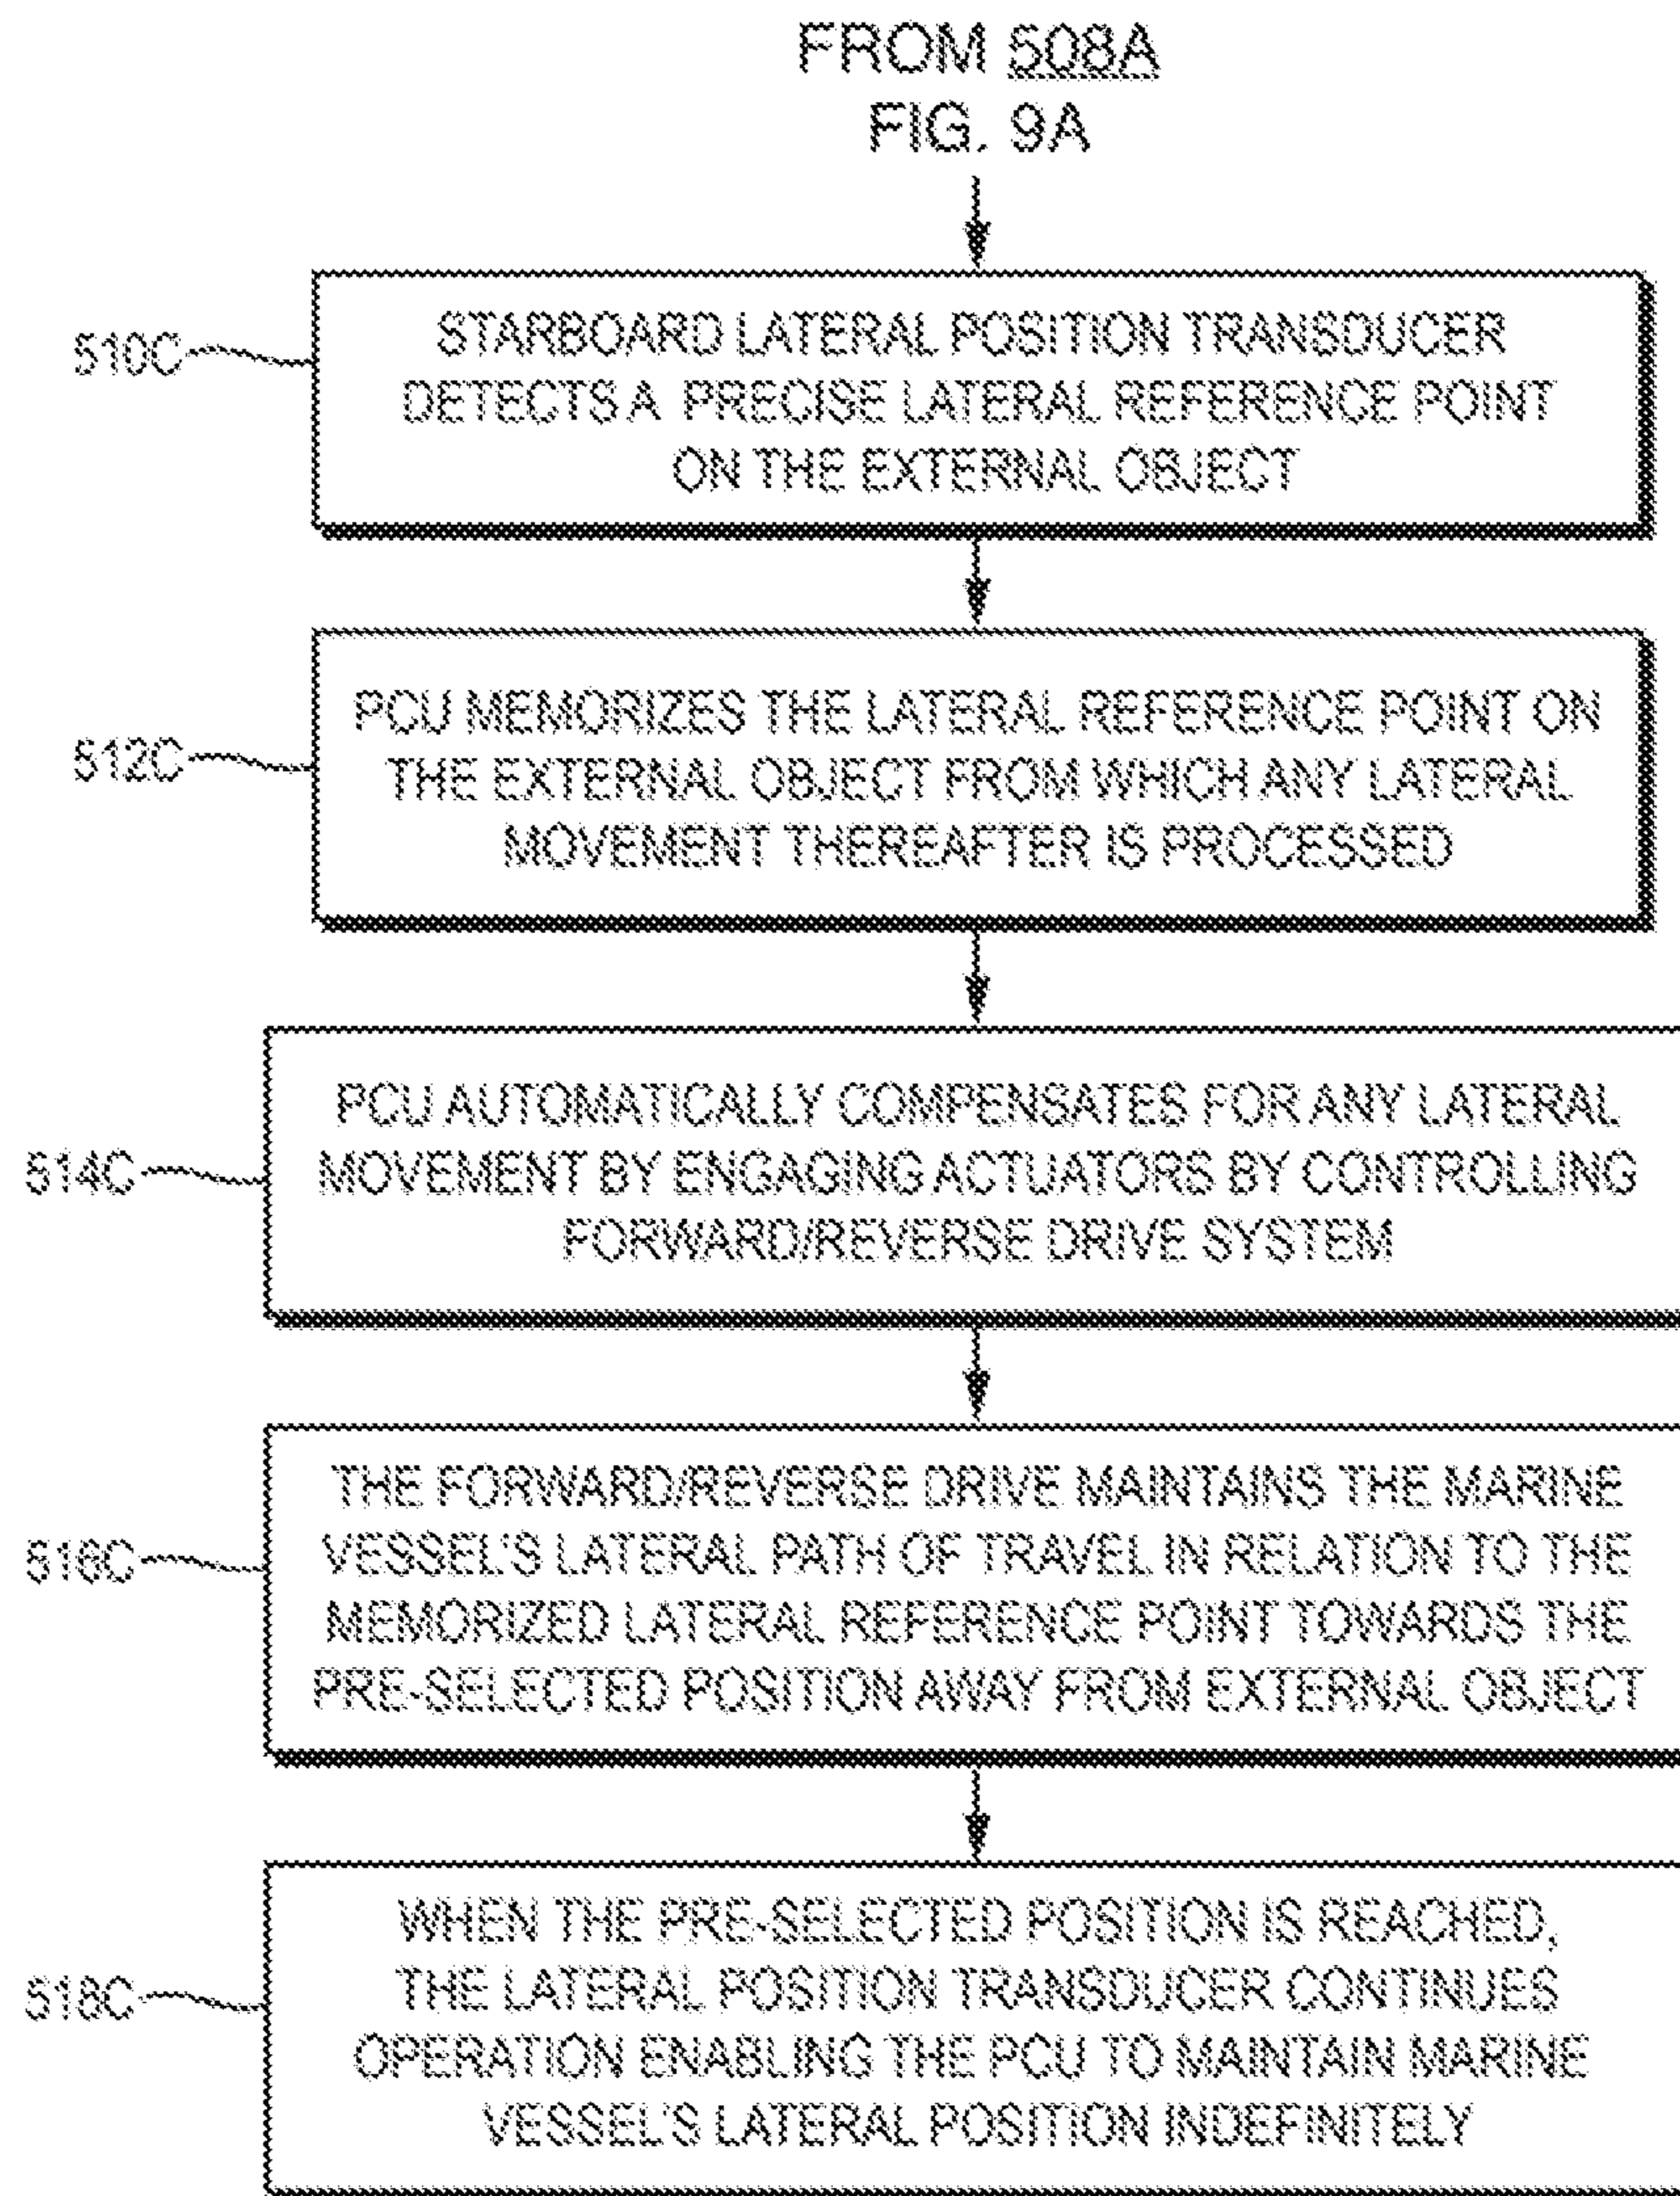 FROM 508A
FIG. 9A
510C
STARBOARD LATERAL POSITION TRANSDUCER
DETECTS A PRECISE LATERAL REFERENCE POINT
ON THE EXTERNAL OBJECT
512C
PCU MEMORIZES THE LATERAL REFERENCE POINT ON
THE EXTERNAL OBJECT FROM WHICH ANY LATERAL
MOVEMENT THEREAFTER IS PROCESSED
514C
PCU AUTOMATICALLY COMPENSATES FOR ANY LATERAL
MOVEMENT BY ENGAGING ACTUATORS BY CONTROLLING
FORWARD/REVERSE DRIVE SYSTEM
516C
THE FORWARD/REVERSE DRIVE MAINTAINS THE MARINE
VESSEL'S LATERAL PATH OF TRAVEL IN RELATION TO THE
MEMORIZED LATERAL REFERENCE POINT TOWARDS THE
PRE-SELECTED POSITION AWAY FROM EXTERNAL OBJECT
518C
WHEN THE PRE-SELECTED POSITION IS REACHED,
THE LATERAL POSITION TRANSDUCER CONTINUES
OPERATION ENABLING THE PCU TO MAINTAIN MARINE
VESSEL'S LATERAL POSITION INDEFINITELY